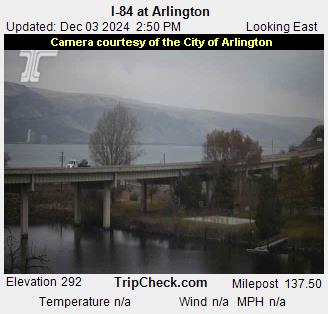 I-84 at Arlington
Updated: Dec 03 2024 2:50 PM Looking East
Camera courtesy of the City of Arlington
Elevation 292 TripCheck.com Milepost 137.50
Temperature n/a Wind n/a MPH n/a